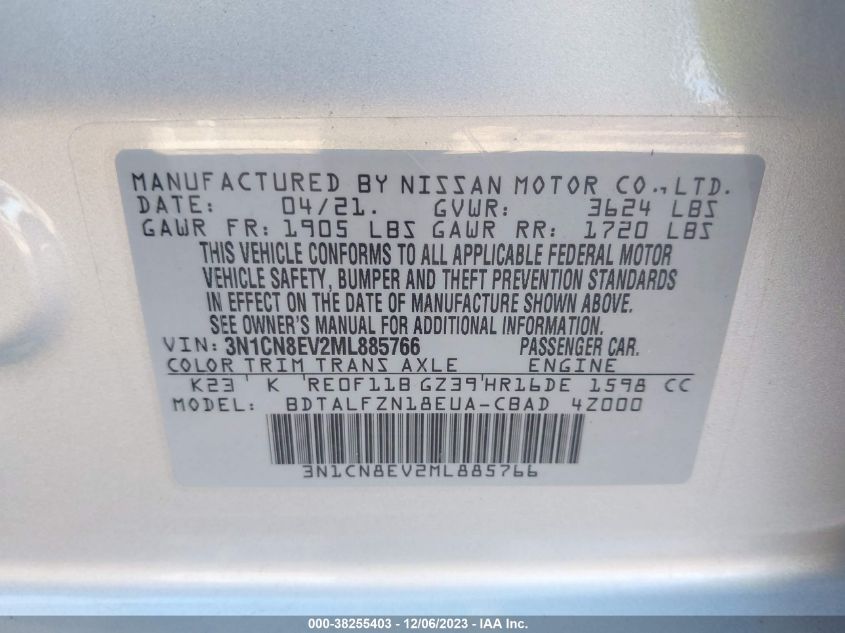 MANUFACTURED BY NISSAN MOTOR CO., LTD.
DATE: 04/21. GVWR: 3624 LBS
GAWR FR: 1905 LBS GAWR RR: 1720 LBS
THIS VEHICLE CONFORMS TO ALL APPLICABLE FEDERAL MOTOR
VEHICLE SAFETY, BUMPER AND THEFT PREVENTION STANDARDS
IN EFFECT ON THE DATE OF MANUFACTURE SHOWN ABOVE.
SEE OWNER'S MANUAL FOR ADDITIONAL INFORMATION.
VIN: 3N1CN8EV2ML885766 PASSENGER CAR.
COLOR TRIM TRANS AXLE ENGINE
K23 K RE0F11B GZ39 HR16DE 1598 CC
MODEL: BDTALFZN18EUA-CBAD 4Z000
3N1CN8EV2ML885766
000-38255403 - 12/06/2023 - IAA Inc.